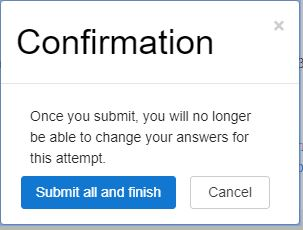 ×
Confirmation
Once you submit, you will no longer
be able to change your answers for
this attempt.
Submit all and finish
Cancel